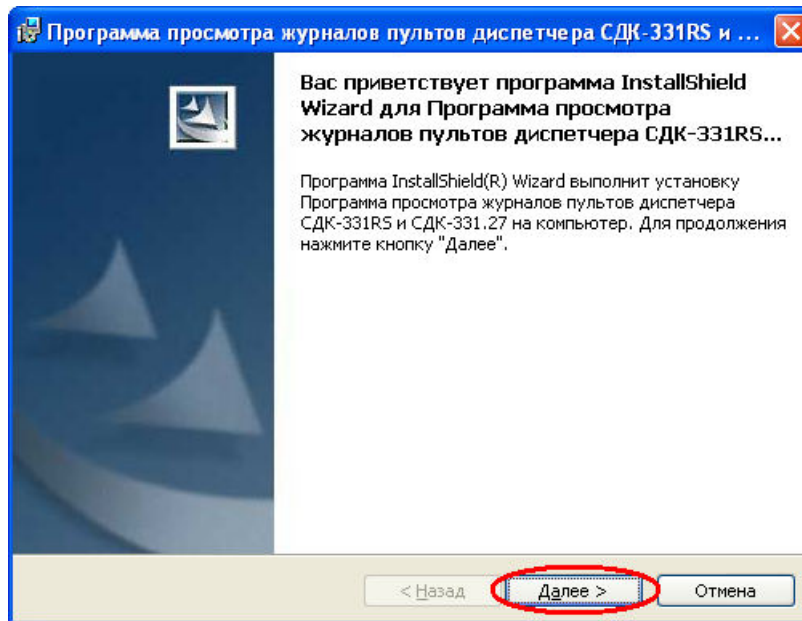 Программа просмотра журналов пультов диспетчера СДК-331RS и ...
Вас приветствует программа InstallShield
Wizard для Программа просмотра
журналов пультов диспетчера СДК-331RS...
Программа InstallShield(R) Wizard выполнит установку
Программа просмотра журналов пультов диспетчера
СДК-331RS и СДК-331.27 на компьютер. Для продолжения
нажмите кнопку "Далее".
< Назад Далее > Отмена